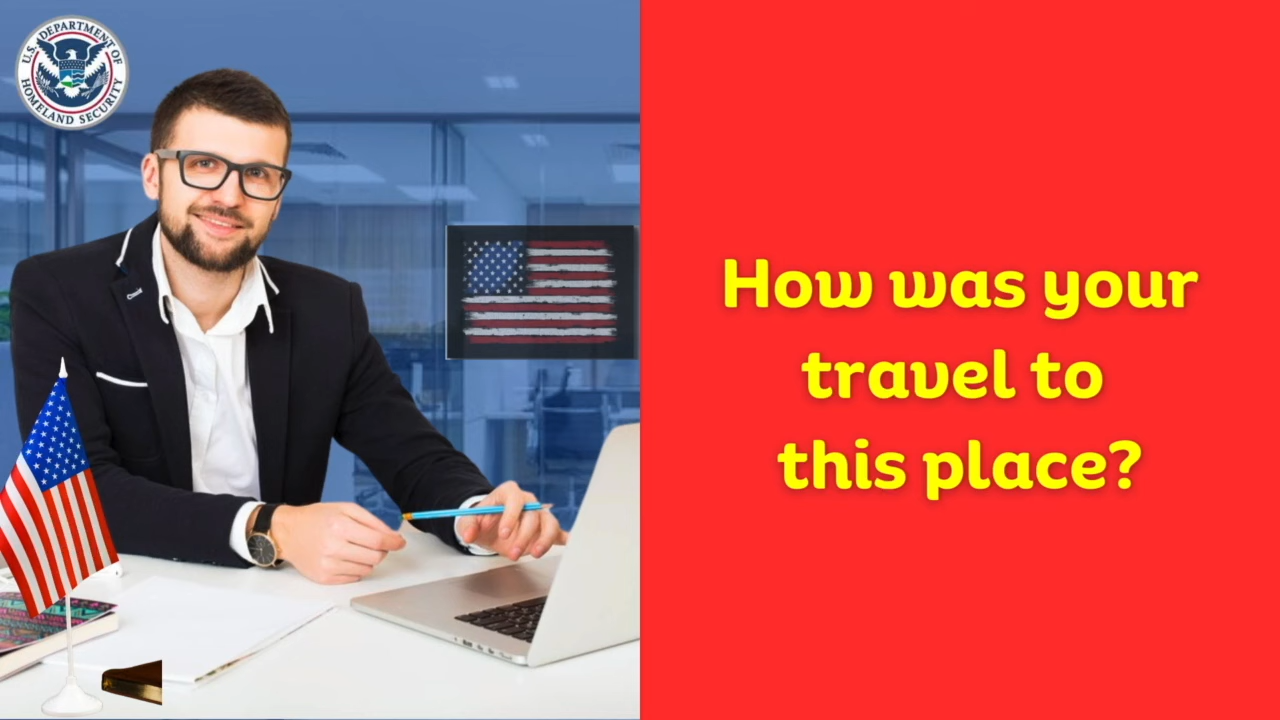 U.S. DEPARTMENT OF
HOMELAND SECURITY
How was your
travel to
this place?